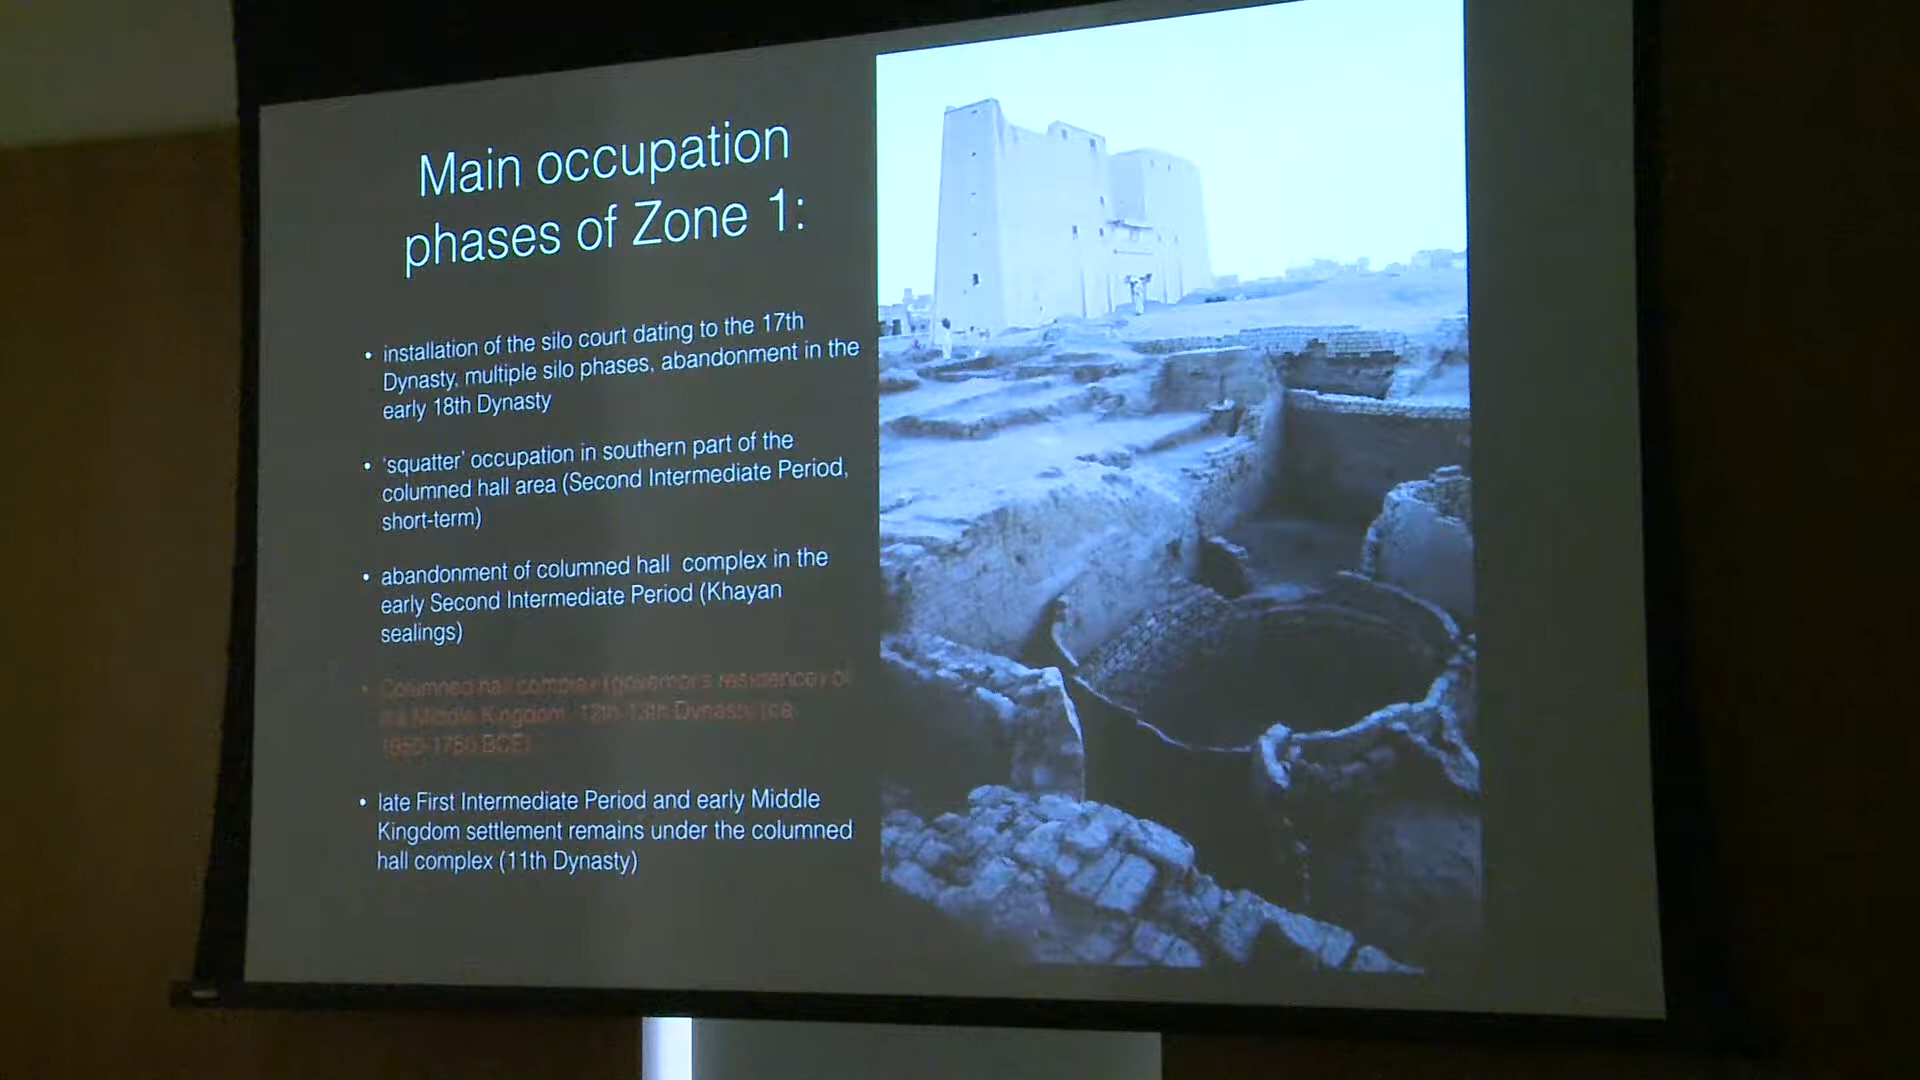 Main occupation
phases of Zone 1:
• installation of the silo court dating to the 17th
Dynasty, multiple silo phases, abandonment in the
early 18th Dynasty
• ‘squatter’ occupation in southern part of the
columned hall area (Second Intermediate Period,
short-term)
• abandonment of columned hall complex in the
early Second Intermediate Period (Khayan
sealings)
• Columned hall complex (governor's residence) of
the Middle Kingdom, 12th-13th Dynasty (ca.
1950-1750 BCE)
• late First Intermediate Period and early Middle
Kingdom settlement remains under the columned
hall complex (11th Dynasty)